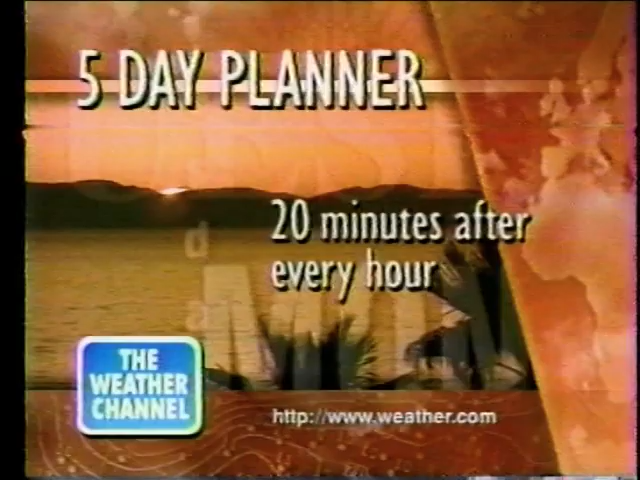 5 DAY PLANNER
20 minutes after
every hour
THE
WEATHER
CHANNEL
http://www.weather.com